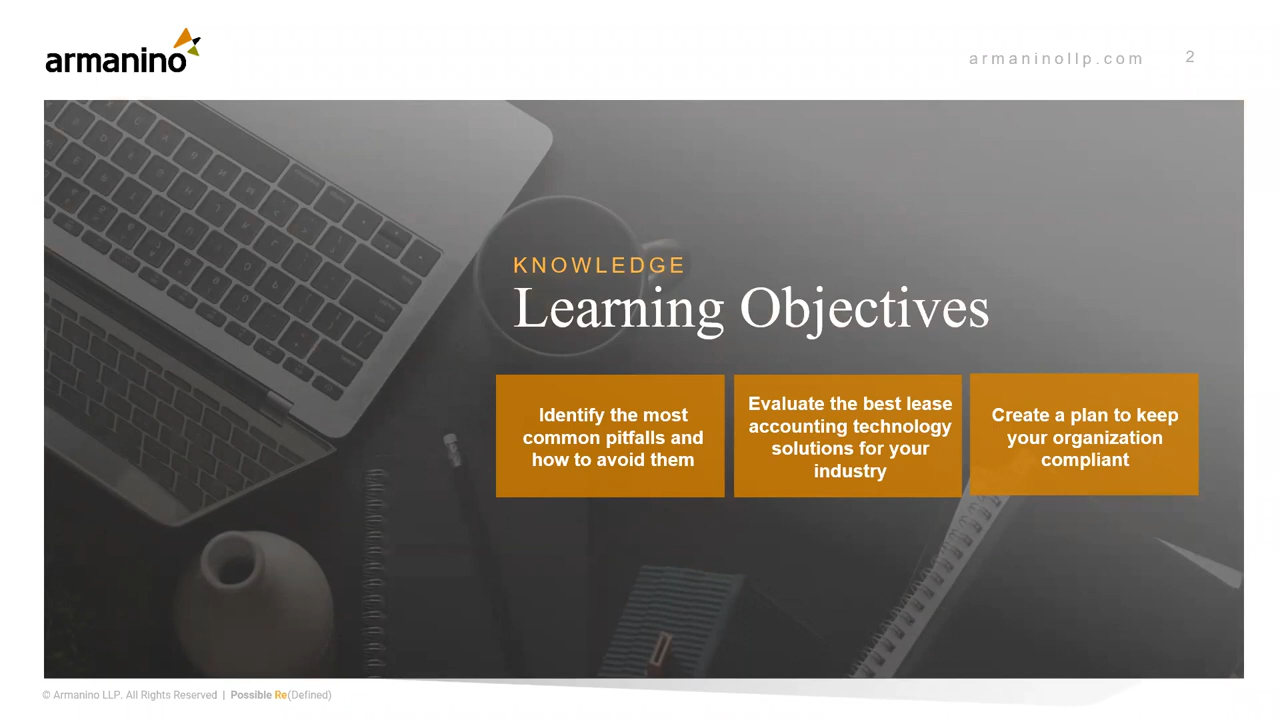 armanino
armaninollp.com 2
KNOWLEDGE
Learning Objectives
Identify the most
common pitfalls and
how to avoid them
Evaluate the best lease
accounting technology
solutions for your
industry
Create a plan to keep
your organization
compliant
© Armanino LLP. All Rights Reserved | Possible Re(Defined)